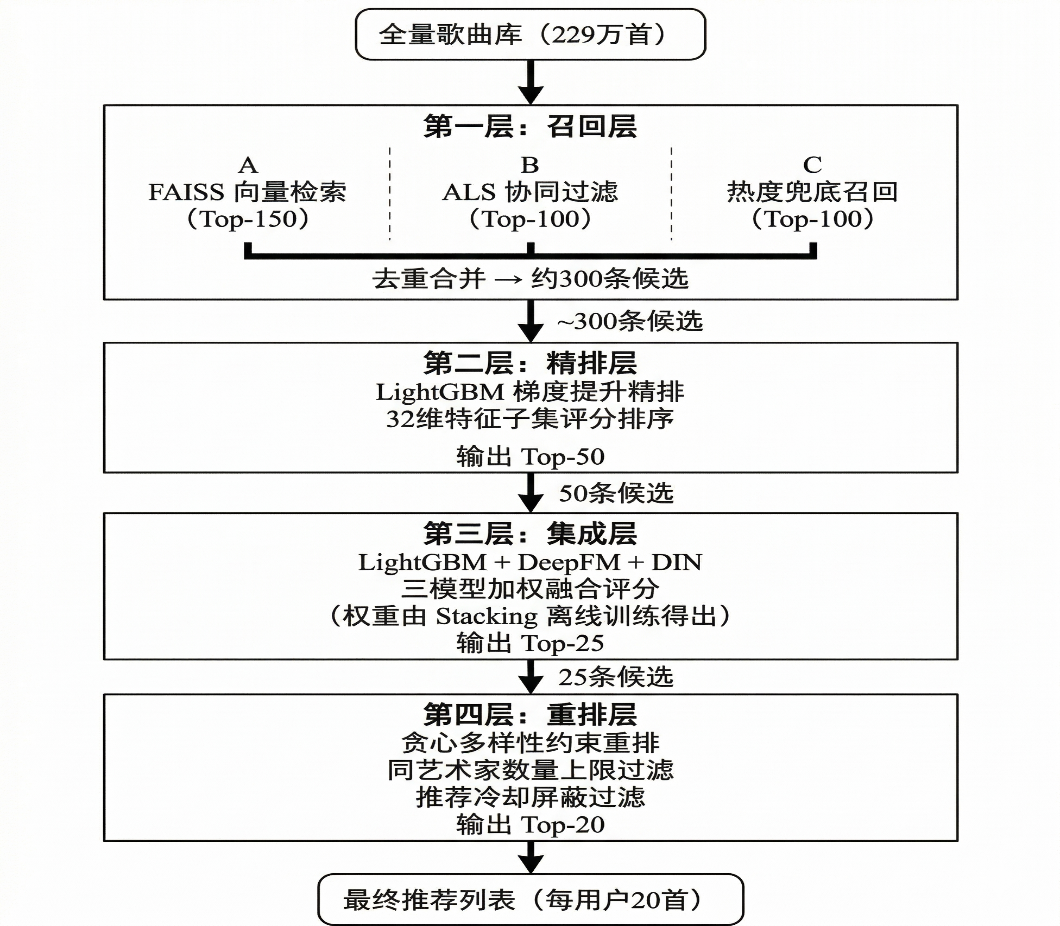 全量歌曲库（229万首）
第一层：召回层
A
FAISS 向量检索
（Top-150）
B
ALS 协同过滤
（Top-100）
C
热度兜底召回
（Top-100）
去重合并 → 约300条候选
~300条候选
第二层：精排层
LightGBM 梯度提升精排
32维特征子集评分排序
输出 Top-50
50条候选
第三层：集成层
LightGBM + DeepFM + DIN
三模型加权融合评分
（权重由 Stacking 离线训练得出）
输出 Top-25
25条候选
第四层：重排层
贪心多样性约束重排
同艺术家数量上限过滤
推荐冷却屏蔽过滤
输出 Top-20
最终推荐列表（每用户20首）